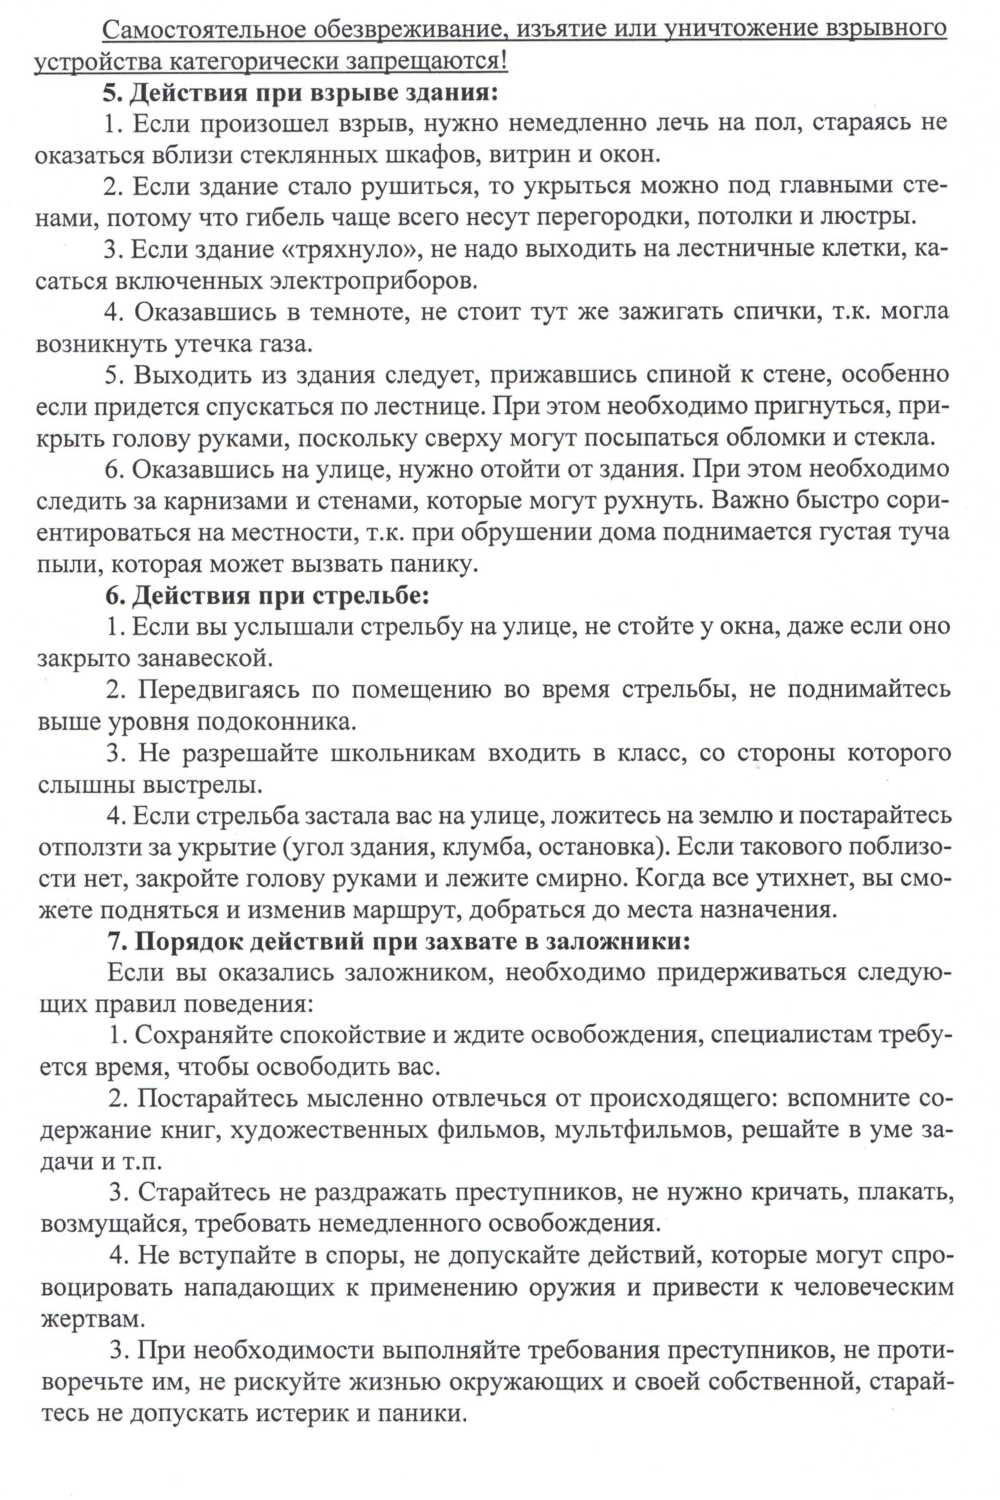 Самостоятельное обезвреживание, изъятие или уничтожение взрывного
устройства категорически запрещаются!
5. Действия при взрыве здания:
1. Если произошел взрыв, нужно немедленно лечь на пол, стараясь не
оказаться вблизи стеклянных шкафов, витрин и окон.
2. Если здание стало рушиться, то укрыться можно под главными сте-
нами, потому что гибель чаще всего несут перегородки, потолки и люстры.
3. Если здание «тряхнуло», не надо выходить на лестничные клетки, ка-
саться включенных электроприборов.
4. Оказавшись в темноте, не стоит тут же зажигать спички, т.к. могла
возникнуть утечка газа.
5. Выходить из здания следует, прижавшись спиной к стене, особенно
если придется спускаться по лестнице. При этом необходимо пригнуться, при-
крыть голову руками, поскольку сверху могут посыпаться обломки и стекла.
6. Оказавшись на улице, нужно отойти от здания. При этом необходимо
следить за карнизами и стенами, которые могут рухнуть. Важно быстро сори-
ентироваться на местности, т.к. при обрушении дома поднимается густая туча
пыли, которая может вызвать панику.
6. Действия при стрельбе:
1. Если вы услышали стрельбу на улице, не стойте у окна, даже если оно
закрыто занавеской.
2. Передвигаясь по помещению во время стрельбы, не поднимайтесь
выше уровня подоконника.
3. Не разрешайте школьникам входить в класс, со стороны которого
слышны выстрелы.
4. Если стрельба застала вас на улице, ложитесь на землю и постарайтесь
отползти за укрытие (угол здания, клумба, остановка). Если такового поблизо-
сти нет, закройте голову руками и лежите смирно. Когда все утихнет, вы смо-
жете подняться и изменив маршрут, добраться до места назначения.
7. Порядок действий при захвате в заложники:
Если вы оказались заложником, необходимо придерживаться следую-
щих правил поведения:
1. Сохраняйте спокойствие и ждите освобождения, специалистам требу-
ется время, чтобы освободить вас.
2. Постарайтесь мысленно отвлечься от происходящего: вспомните со-
держание книг, художественных фильмов, мультфильмов, решайте в уме за-
дачи и т.п.
3. Старайтесь не раздражать преступников, не нужно кричать, плакать,
возмущайся, требовать немедленного освобождения.
4. Не вступайте в споры, не допускайте действий, которые могут спро-
воцировать нападающих к применению оружия и привести к человеческим
жертвам.
3. При необходимости выполняйте требования преступников, не проти-
воречьте им, не рискуйте жизнью окружающих и своей собственной, старай-
тесь не допускать истерик и паники.